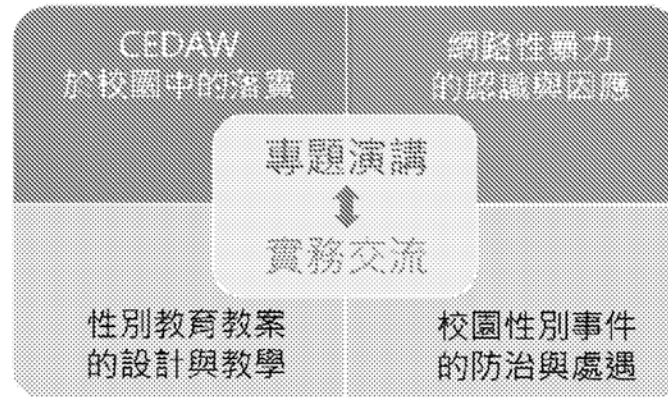 CEDAW
於校園中的落實
網路性暴力
的認識與因應
專題演講
實務交流
性別教育教案
的設計與教學
校園性別事件
的防治與處遇